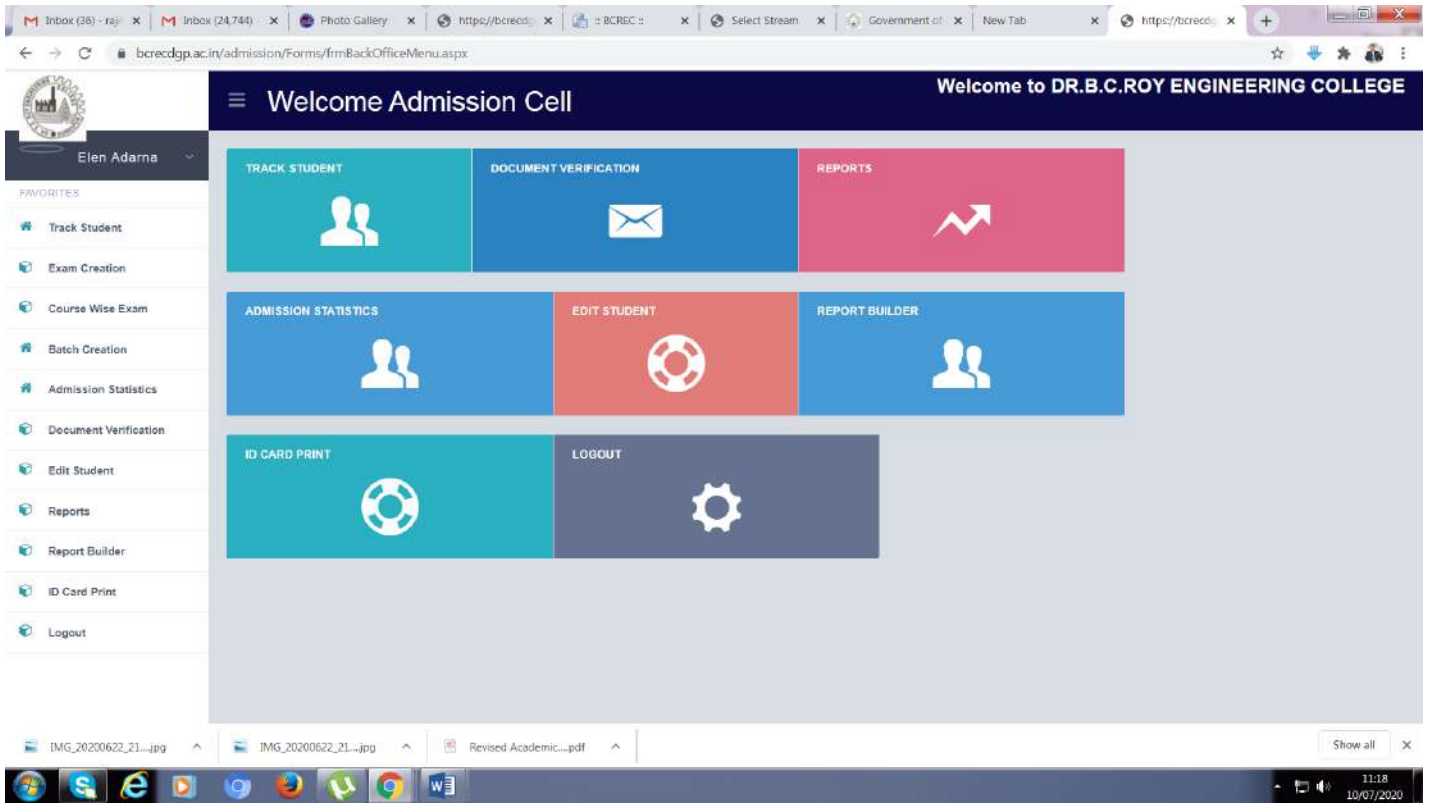 Inbox (36) - raj
Inbox (24,744)
Photo Gallery
https://bcrecdg
:: BCREC ::
Select Stream
Government of
New Tab
https://bcrecdg
bcrecdgp.ac.in/admission/Forms/frmBackOfficeMenu.aspx
Welcome Admission Cell
Welcome to DR.B.C.ROY ENGINEERING COLLEGE
Elen Adarna
FAVORITES
Track Student
Exam Creation
Course Wise Exam
Batch Creation
Admission Statistics
Document Verification
Edit Student
Reports
Report Builder
ID Card Print
Logout
TRACK STUDENT
DOCUMENT VERIFICATION
REPORTS
ADMISSION STATISTICS
EDIT STUDENT
REPORT BUILDER
ID CARD PRINT
LOGOUT
IMG_20200622_21....jpg
IMG_20200622_21....jpg
Revised Academic....pdf
Show all
11:18
10/07/2020